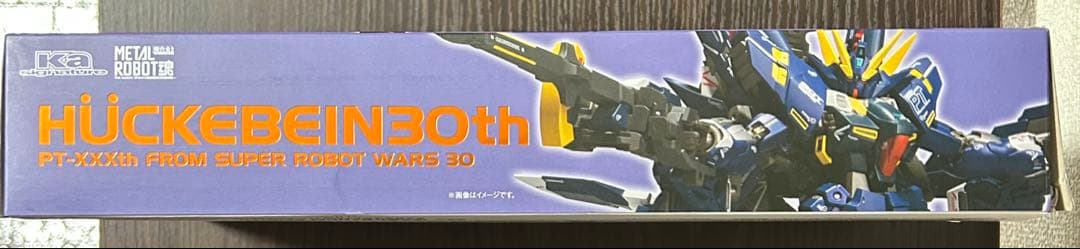 Ka
signature
METAL
ROBOT魂
HÜCKEBEIN30th
PT-XXXth FROM SUPER ROBOT WARS 30
※画像はイメージです。
PT